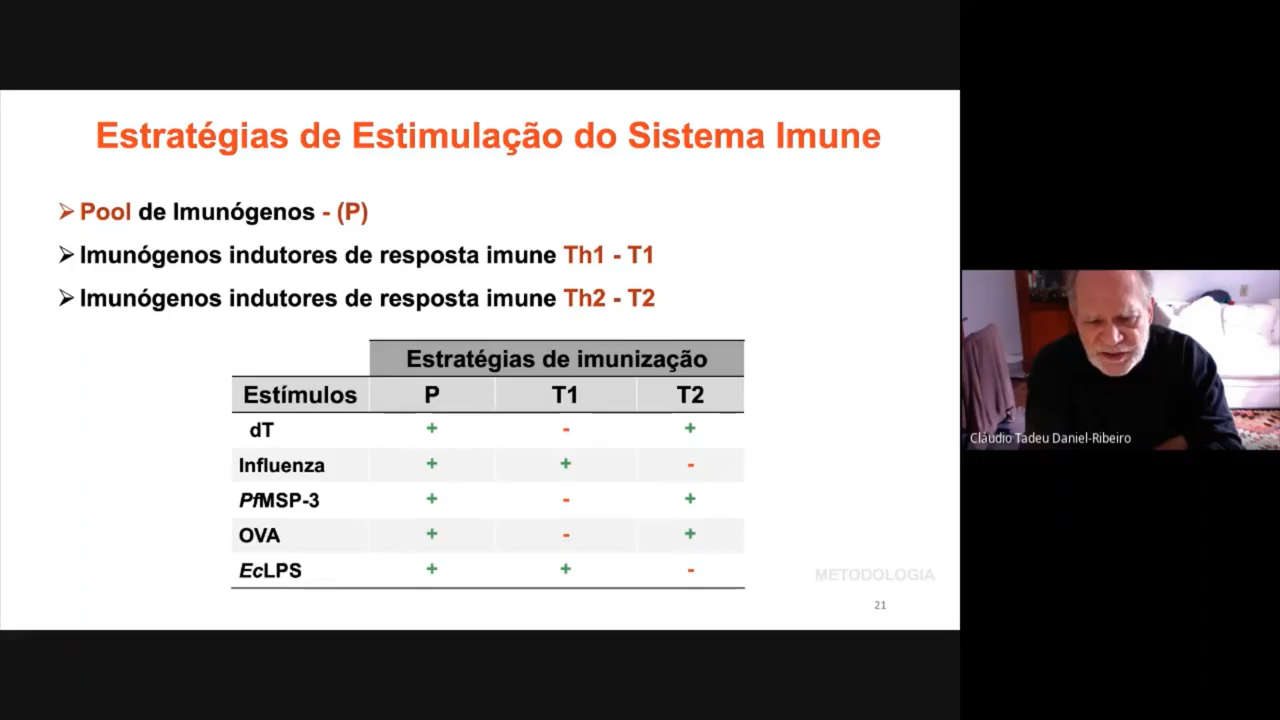 Estratégias de Estimulação do Sistema Imune
➢ Pool de Imunógenos - (P)
➢ Imunógenos indutores de resposta imune Th1 - T1
➢ Imunógenos indutores de resposta imune Th2 - T2
Estratégias de imunização
Estímulos P T1 T2
dT + - +
Influenza + + -
PfMSP-3 + - +
OVA + - +
EcLPS + + -
METODOLOGIA
21
Cláudio Tadeu Daniel-Ribeiro